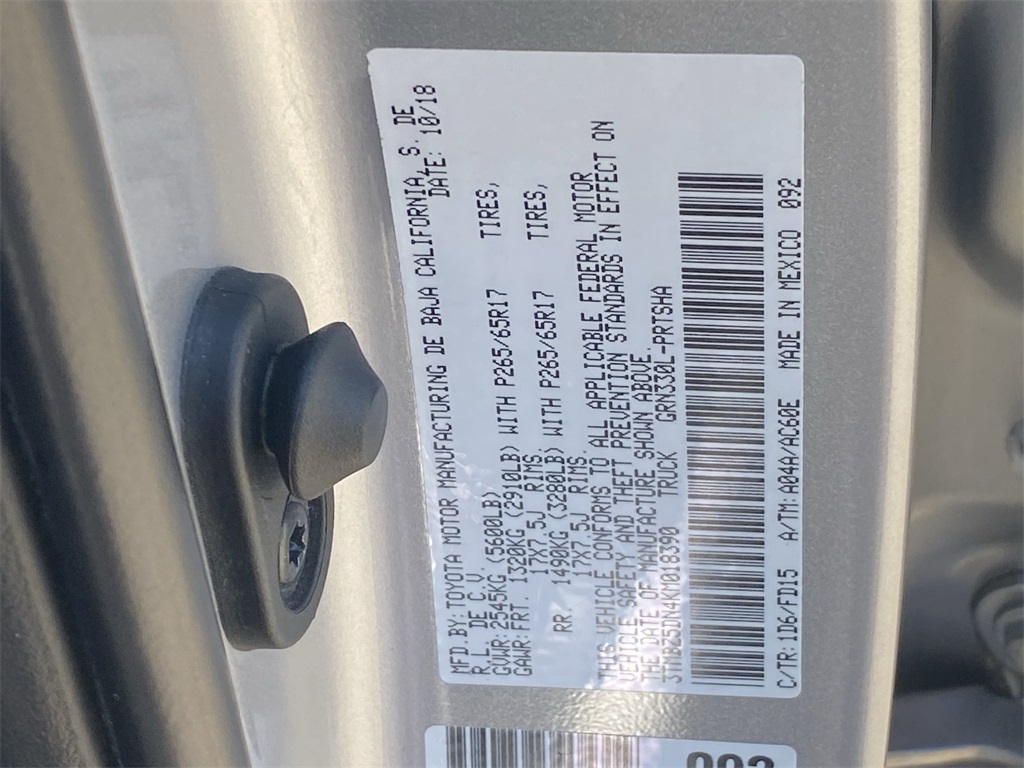 MFD.BY:TOYOTA MOTOR MANUFACTURING DE BAJA CALIFORNIA, S. DE
R.L. DE C.V. DATE: 10/18
GVWR: 2545KG (5600LB)
GAWR: FRT. 1320KG (2910LB) WITH P265/65R17 TIRES,
17X7.5J RIMS.
RR. 1490KG (3280LB) WITH P265/65R17 TIRES,
17X7.5J RIMS.
THIS VEHICLE CONFORMS TO ALL APPLICABLE FEDERAL MOTOR
VEHICLE SAFETY AND THEFT PREVENTION STANDARDS IN EFFECT ON
THE DATE OF MANUFACTURE SHOWN ABOVE.
3TMBZ5DN4KM018390 TRUCK GRN330L-PRTSHA
C/TR: 1D6/FD15 A/TM: A04A/AC60E MADE IN MEXICO 092